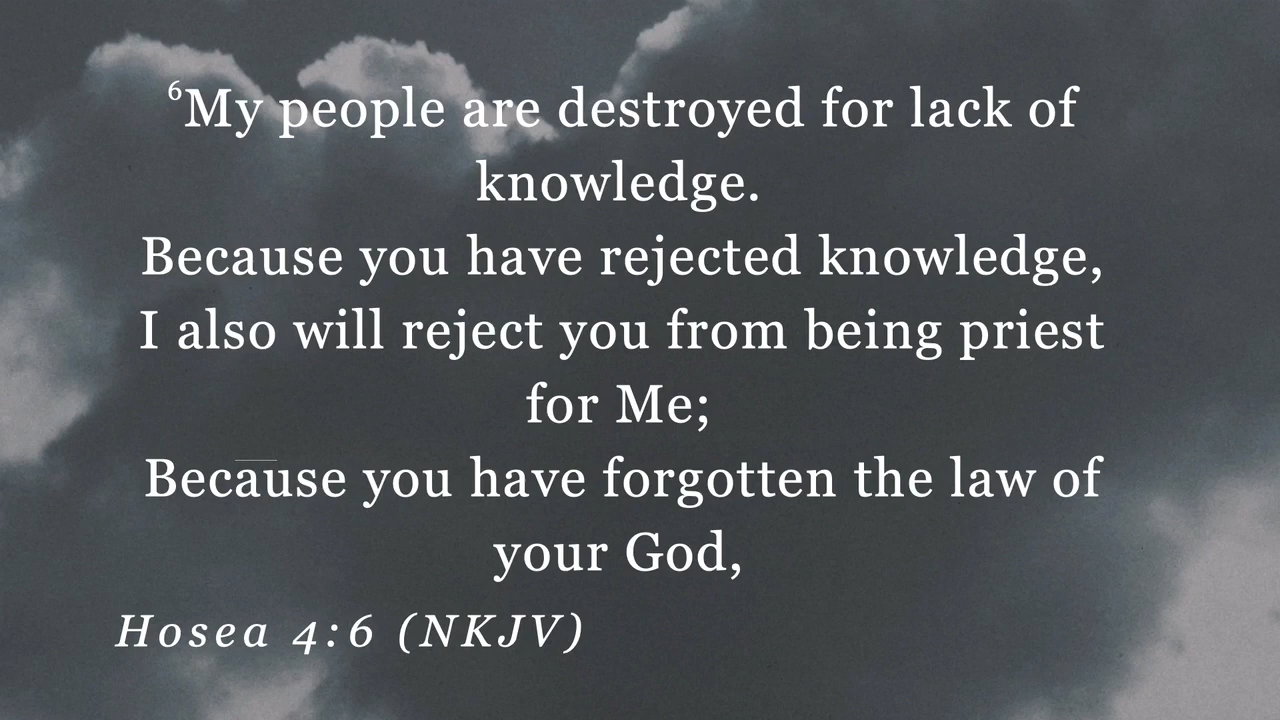 ⁶My people are destroyed for lack of
knowledge.
Because you have rejected knowledge,
I also will reject you from being priest
for Me;
Because you have forgotten the law of
your God,
Hosea 4:6 (NKJV)